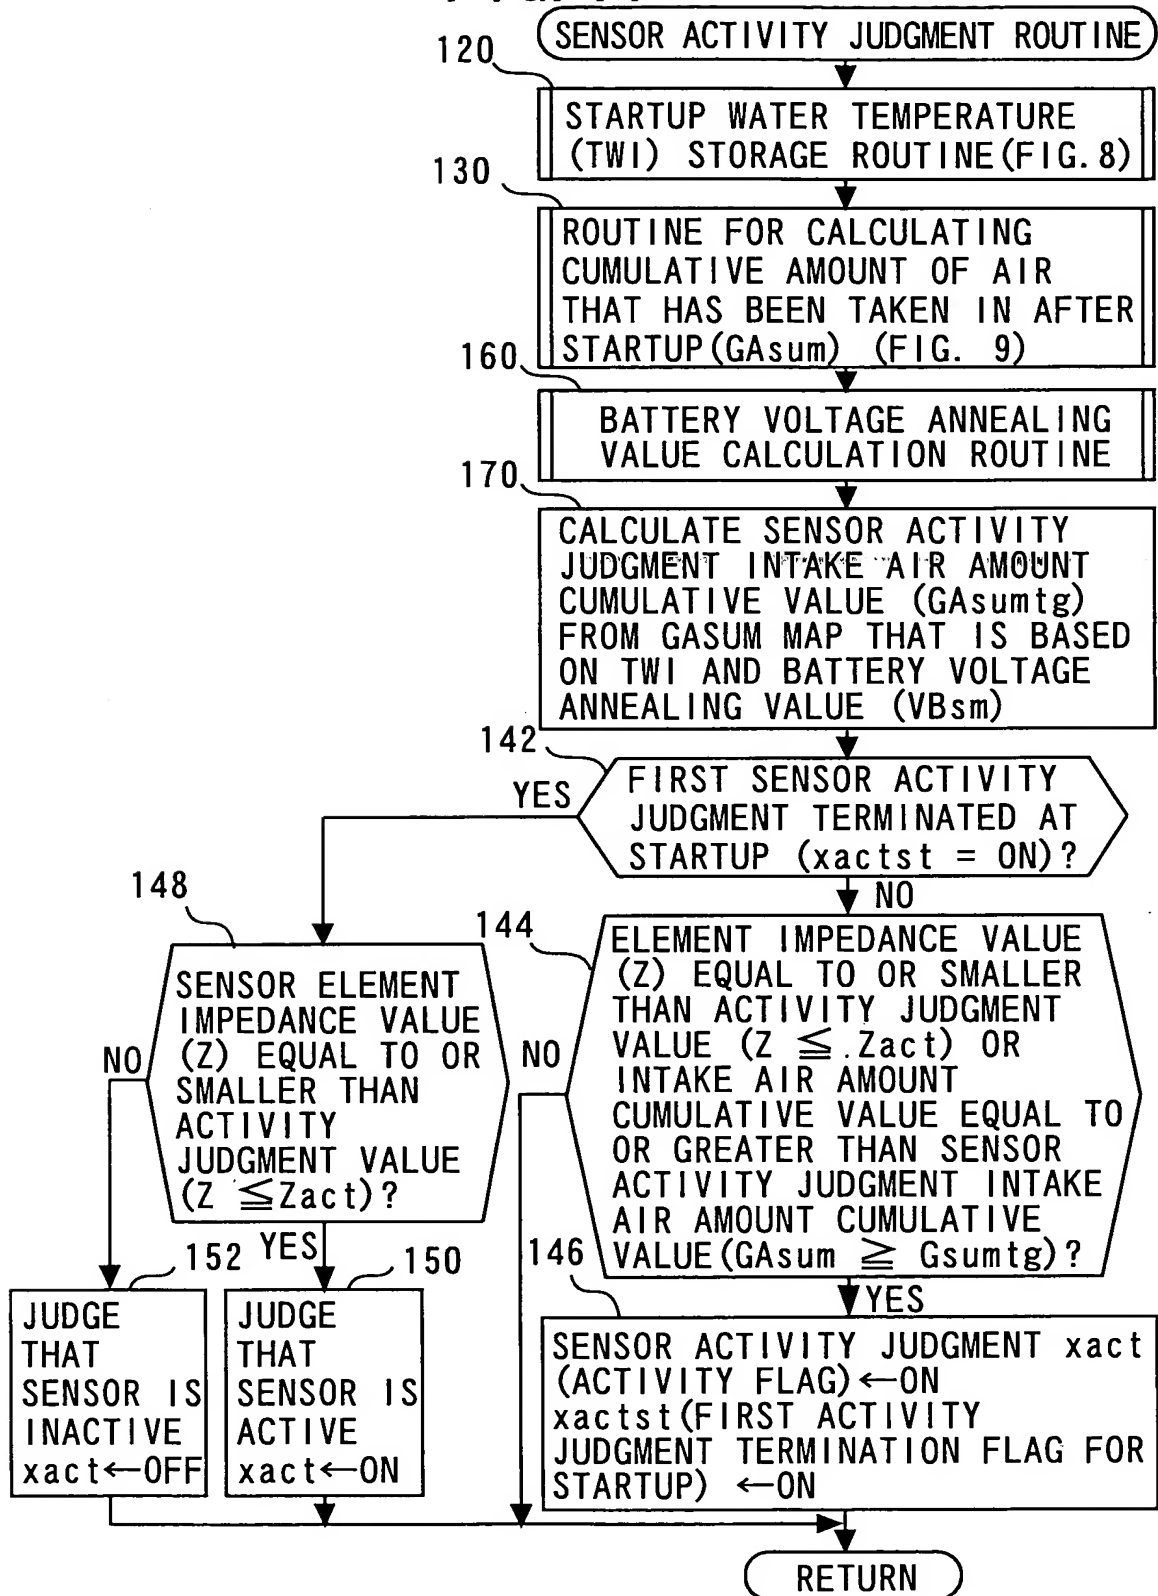 SENSOR ACTIVITY JUDGMENT ROUTINE
120
STARTUP WATER TEMPERATURE
(TWI) STORAGE ROUTINE(FIG.8)
130
ROUTINE FOR CALCULATING
CUMULATIVE AMOUNT OF AIR
THAT HAS BEEN TAKEN IN AFTER
STARTUP(GAsum) (FIG. 9)
160
BATTERY VOLTAGE ANNEALING
VALUE CALCULATION ROUTINE
170
CALCULATE SENSOR ACTIVITY
JUDGMENT INTAKE AIR AMOUNT
CUMULATIVE VALUE (GAsumtg)
FROM GASUM MAP THAT IS BASED
ON TWI AND BATTERY VOLTAGE
ANNEALING VALUE (VBsm)
142
FIRST SENSOR ACTIVITY
JUDGMENT TERMINATED AT
STARTUP (xactst = ON)?
YES
NO
148
SENSOR ELEMENT
IMPEDANCE VALUE
(Z) EQUAL TO OR
SMALLER THAN
ACTIVITY
JUDGMENT VALUE
(Z ≦Zact)?
NO
YES
144
ELEMENT IMPEDANCE VALUE
(Z) EQUAL TO OR SMALLER
THAN ACTIVITY JUDGMENT
VALUE (Z ≦ .Zact) OR
INTAKE AIR AMOUNT
CUMULATIVE VALUE EQUAL TO
OR GREATER THAN SENSOR
ACTIVITY JUDGMENT INTAKE
AIR AMOUNT CUMULATIVE
VALUE(GAsum ≧ Gsumtg)?
NO
YES
152
JUDGE
THAT
SENSOR IS
INACTIVE
xact←OFF
150
JUDGE
THAT
SENSOR IS
ACTIVE
xact←ON
146
SENSOR ACTIVITY JUDGMENT xact
(ACTIVITY FLAG)←ON
xactst(FIRST ACTIVITY
JUDGMENT TERMINATION FLAG FOR
STARTUP) ←ON
RETURN